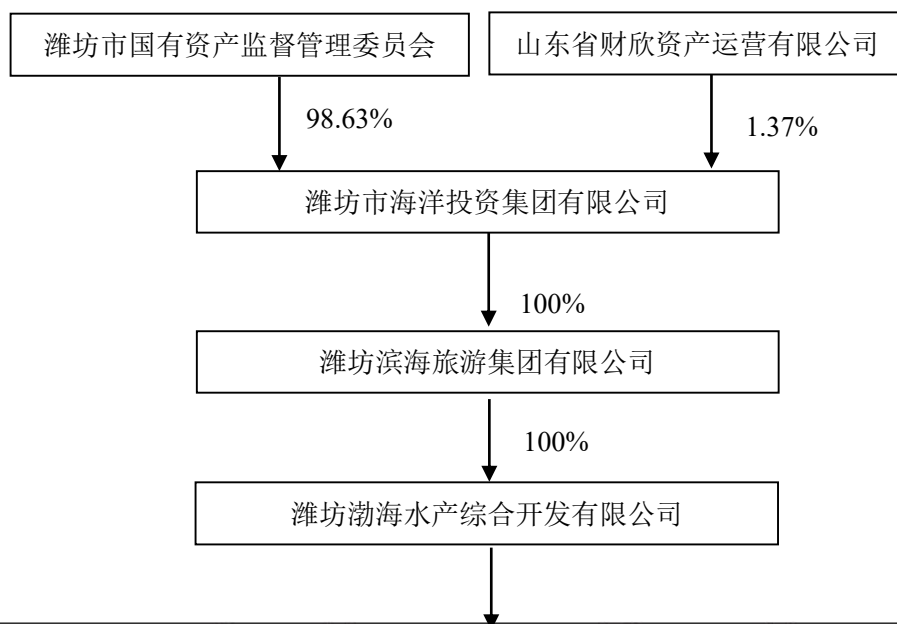 潍坊市国有资产监督管理委员会
山东省财欣资产运营有限公司
98.63%
1.37%
潍坊市海洋投资集团有限公司
100%
潍坊滨海旅游集团有限公司
100%
潍坊渤海水产综合开发有限公司